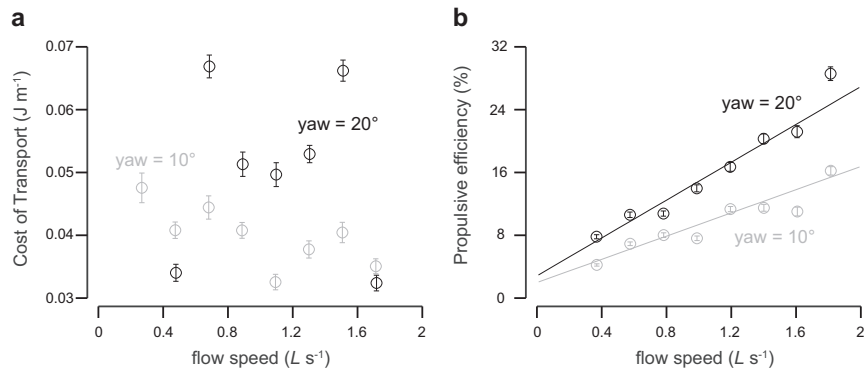 a
b
0.07
0.06
0.05
0.04
0.03
Cost of Transport (J m⁻¹)
yaw = 20°
yaw = 10°
0
0.4
0.8
1.2
1.6
2
flow speed (L s⁻¹)
32
24
16
8
0
Propulsive efficiency (%)
yaw = 20°
yaw = 10°
0
0.4
0.8
1.2
1.6
2
flow speed (L s⁻¹)